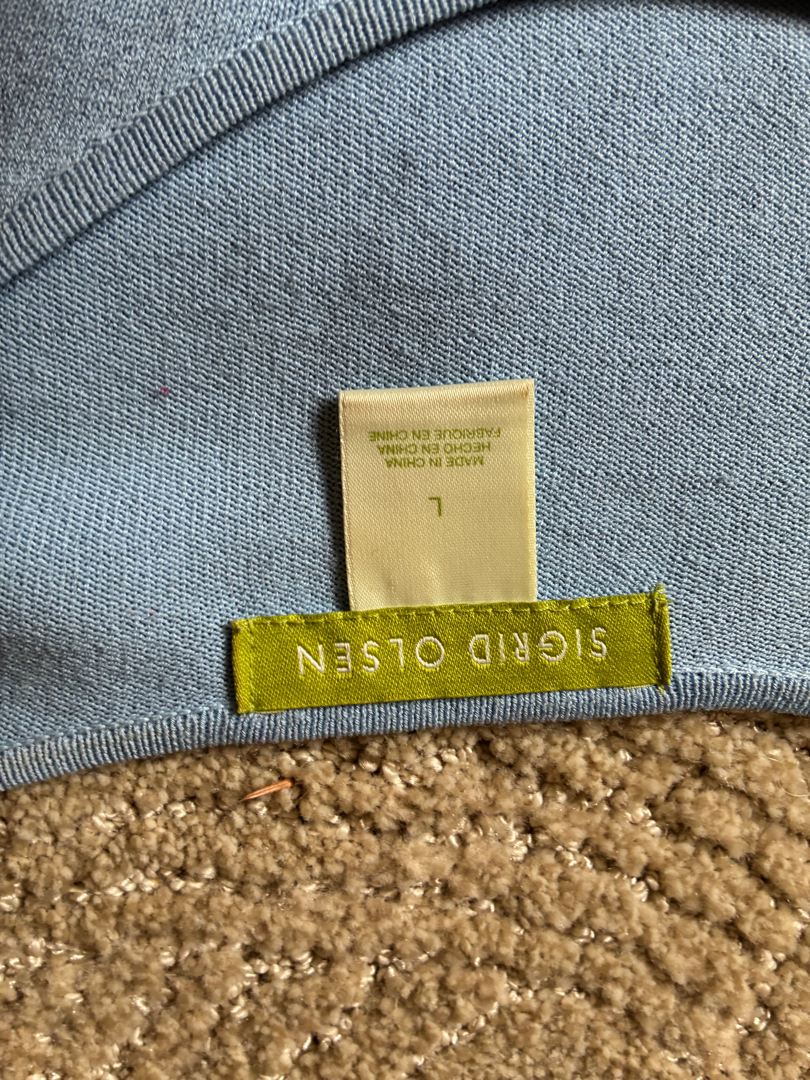 SIGRID OLSEN
L
MADE IN CHINA
HECHO EN CHINA
FABRIQUE EN CHINE